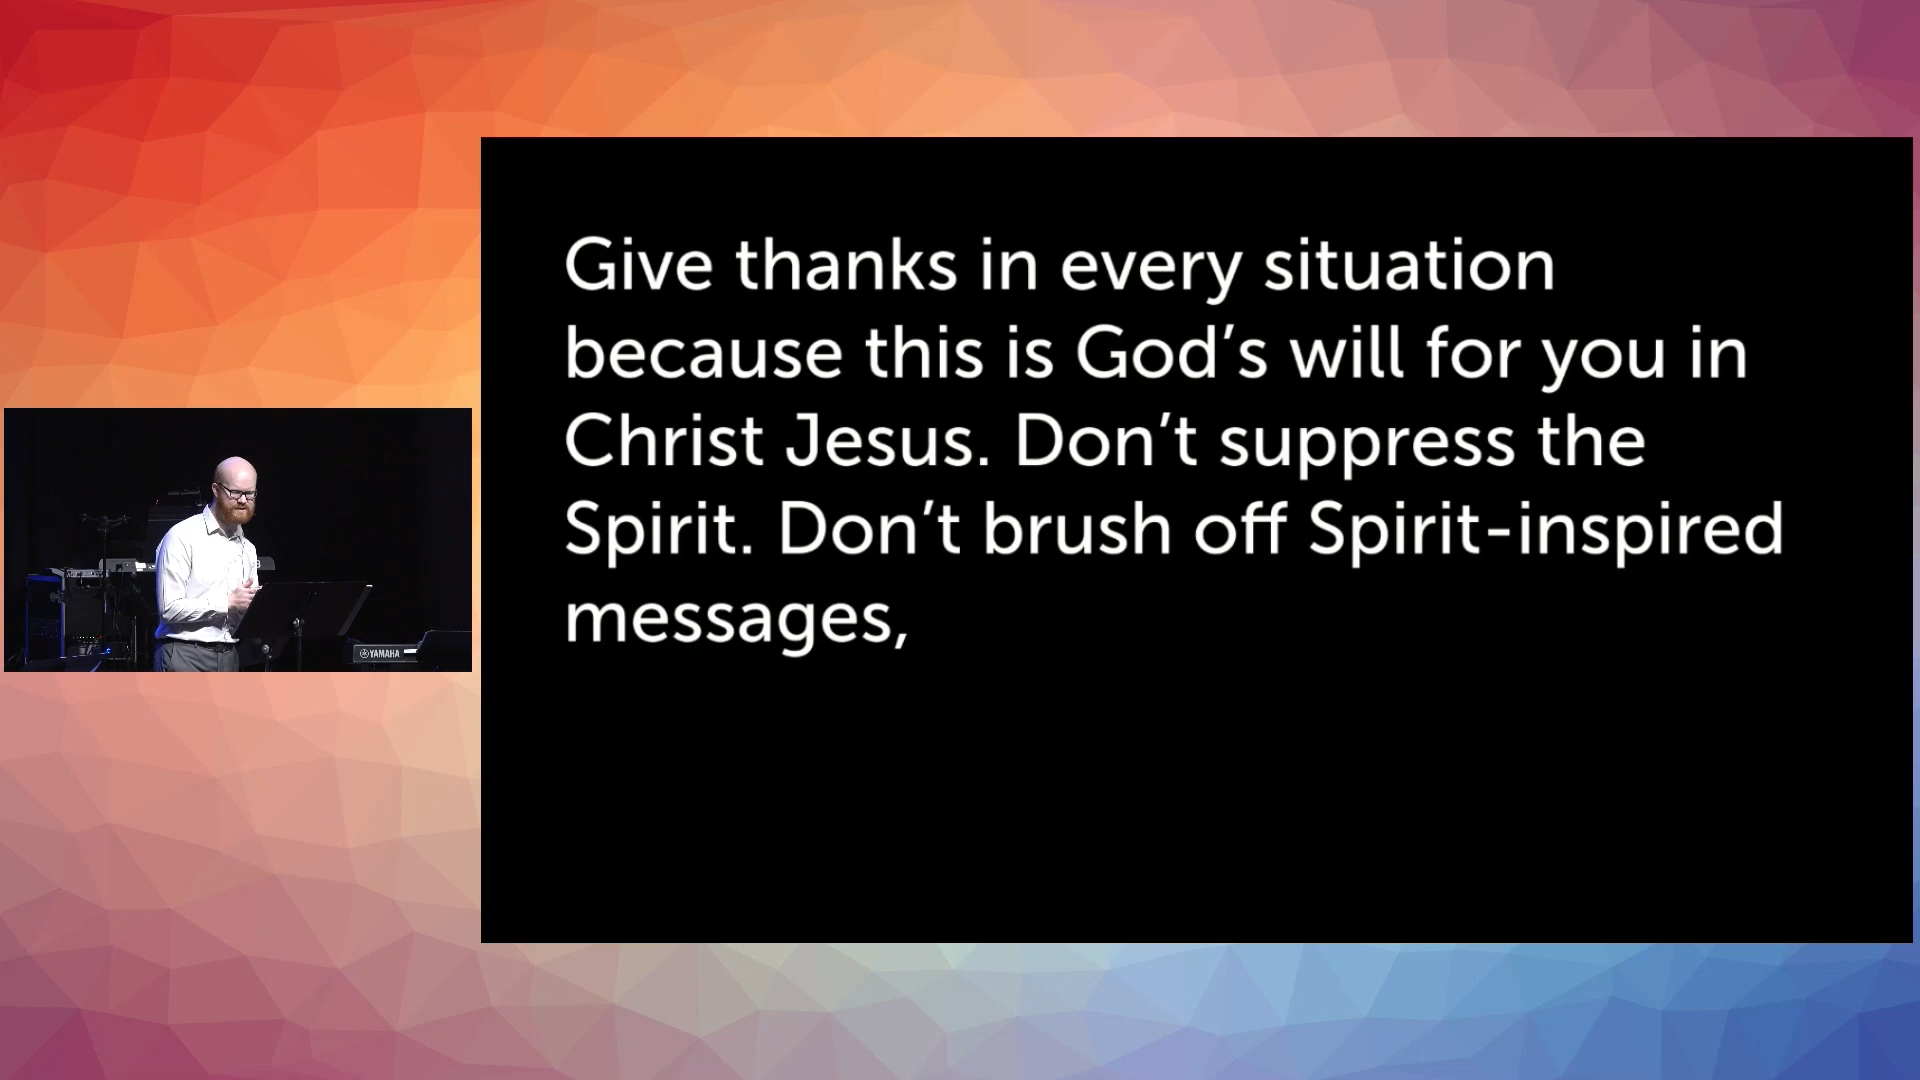 Give thanks in every situation
because this is God’s will for you in
Christ Jesus. Don’t suppress the
Spirit. Don’t brush off Spirit-inspired
messages,
YAMAHA